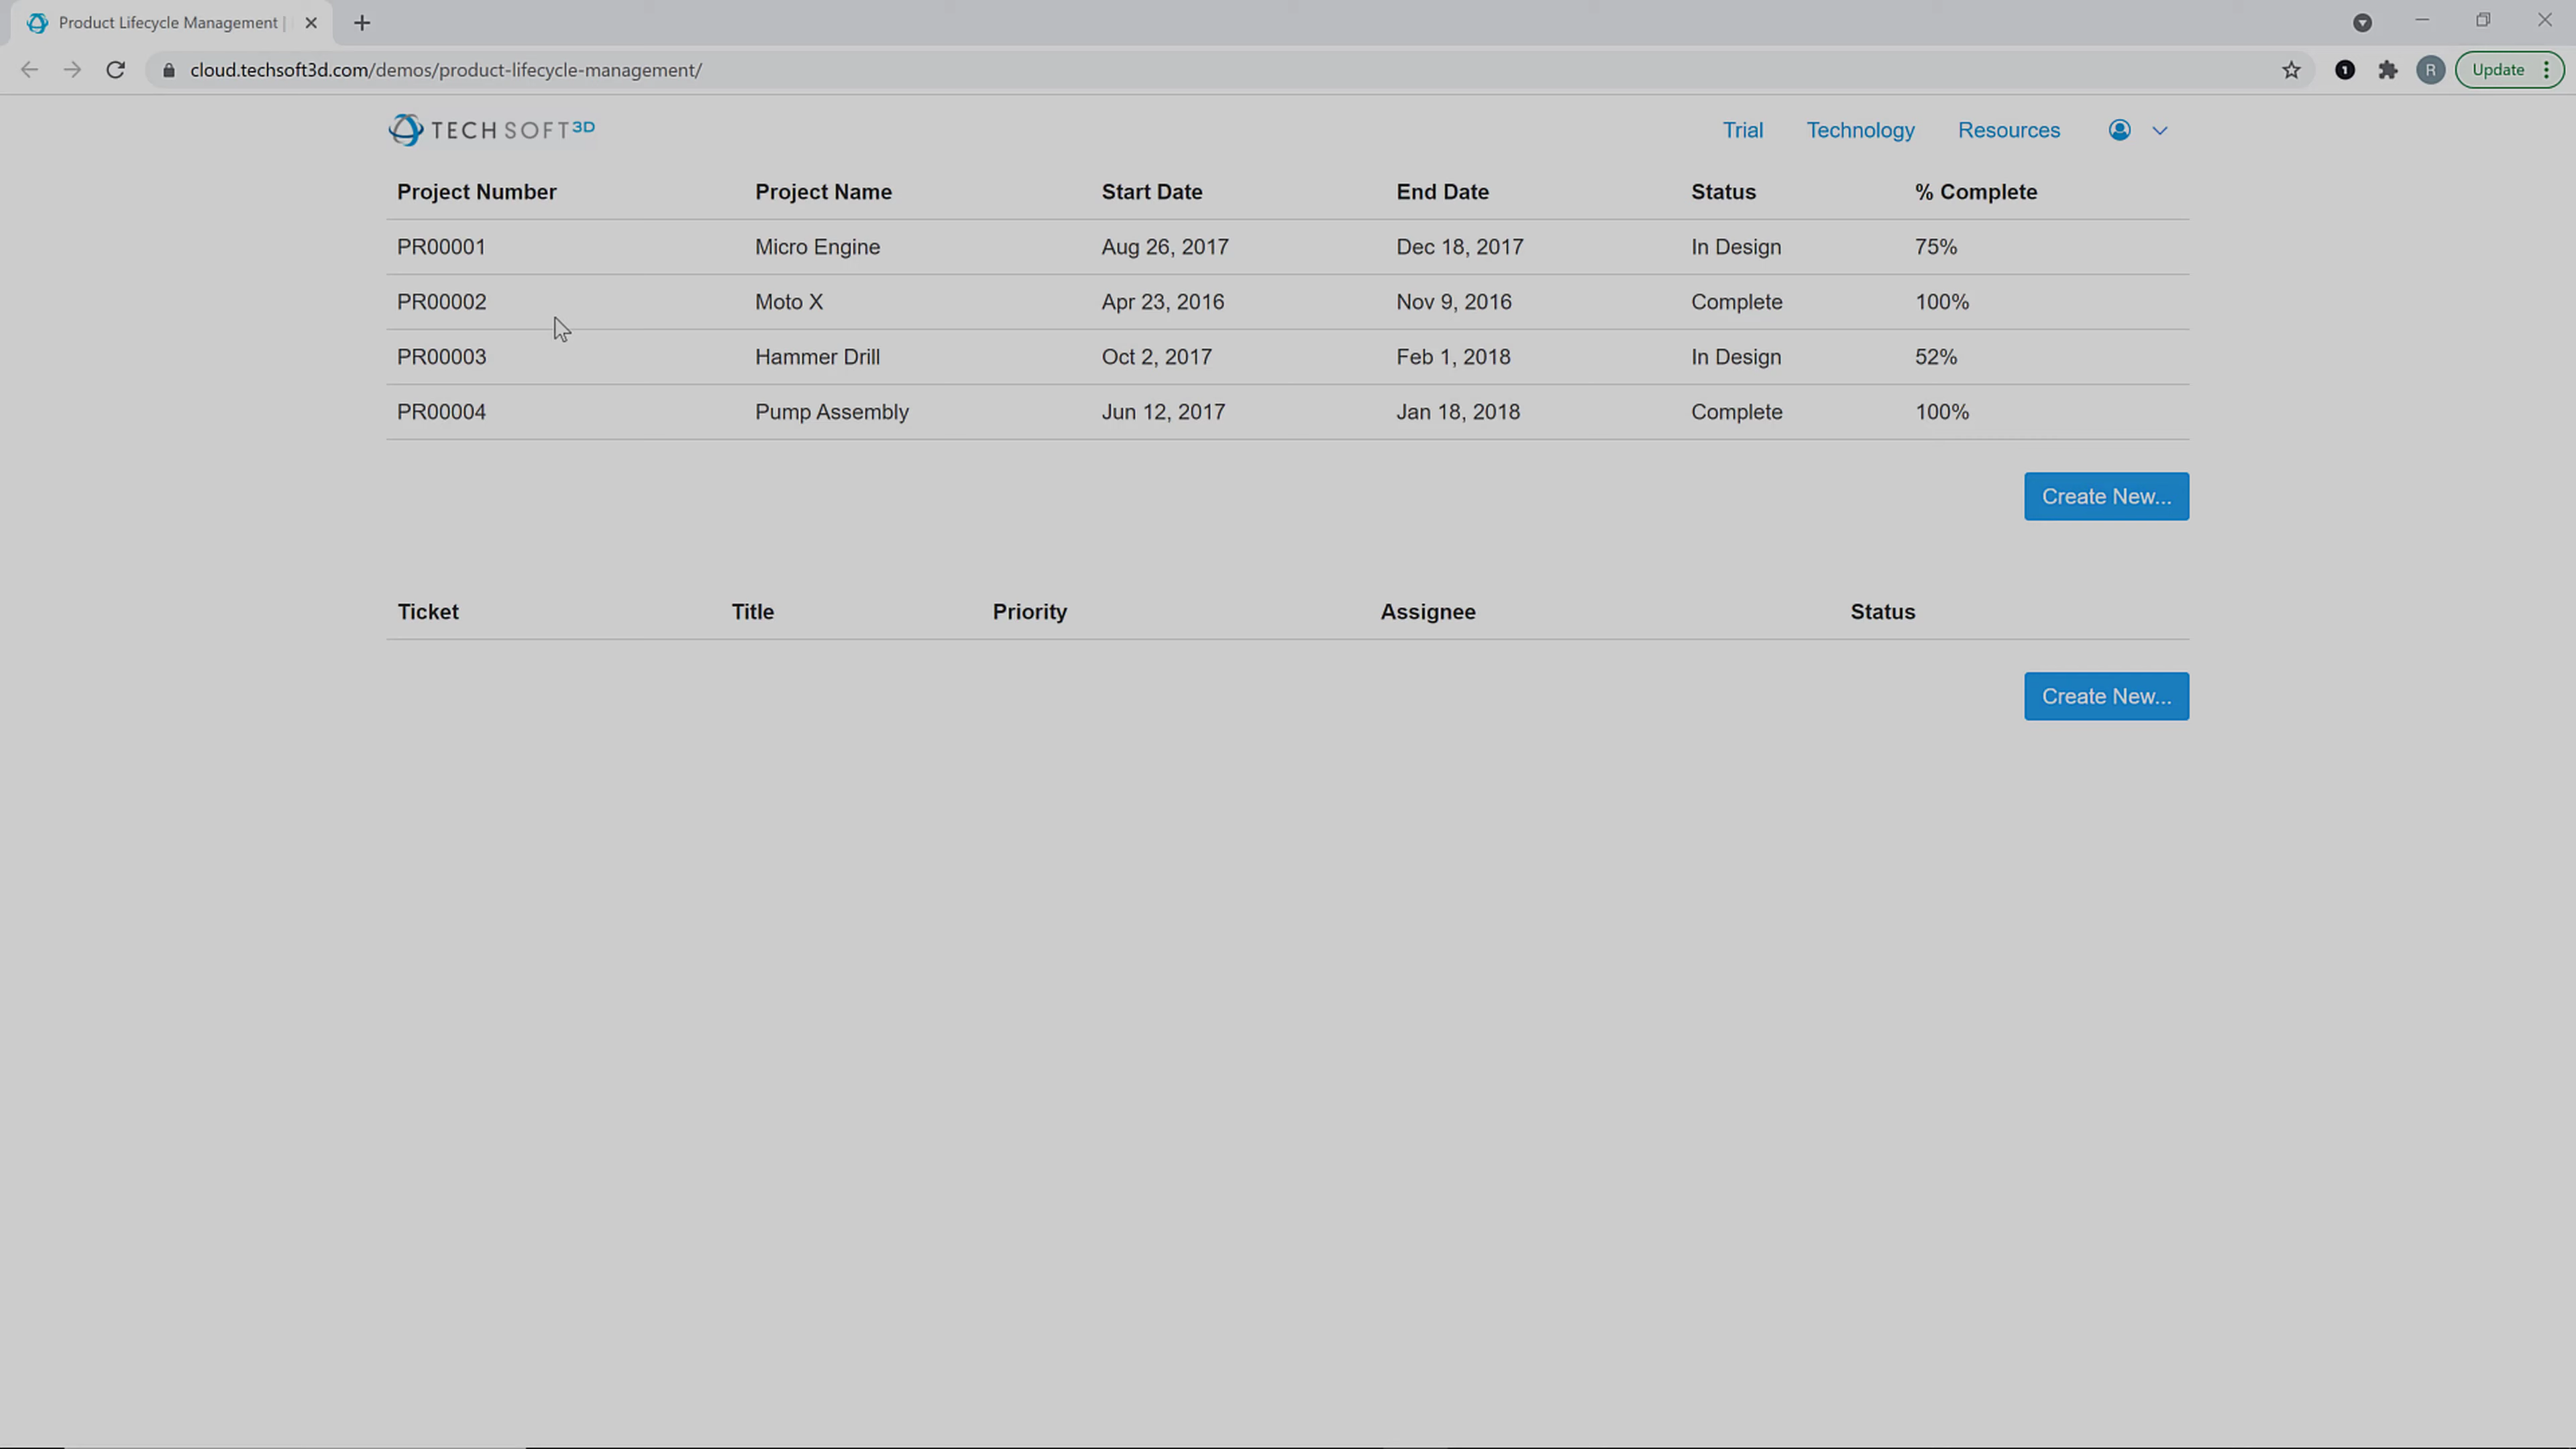 Product Lifecycle Management |
cloud.techsoft3d.com/demos/product-lifecycle-management/
1
R
Update
TECH SOFT 3D
Trial Technology Resources
Project Number Project Name Start Date End Date Status % Complete
PR00001 Micro Engine Aug 26, 2017 Dec 18, 2017 In Design 75%
PR00002 Moto X Apr 23, 2016 Nov 9, 2016 Complete 100%
PR00003 Hammer Drill Oct 2, 2017 Feb 1, 2018 In Design 52%
PR00004 Pump Assembly Jun 12, 2017 Jan 18, 2018 Complete 100%
Create New...
Ticket Title Priority Assignee Status
Create New...